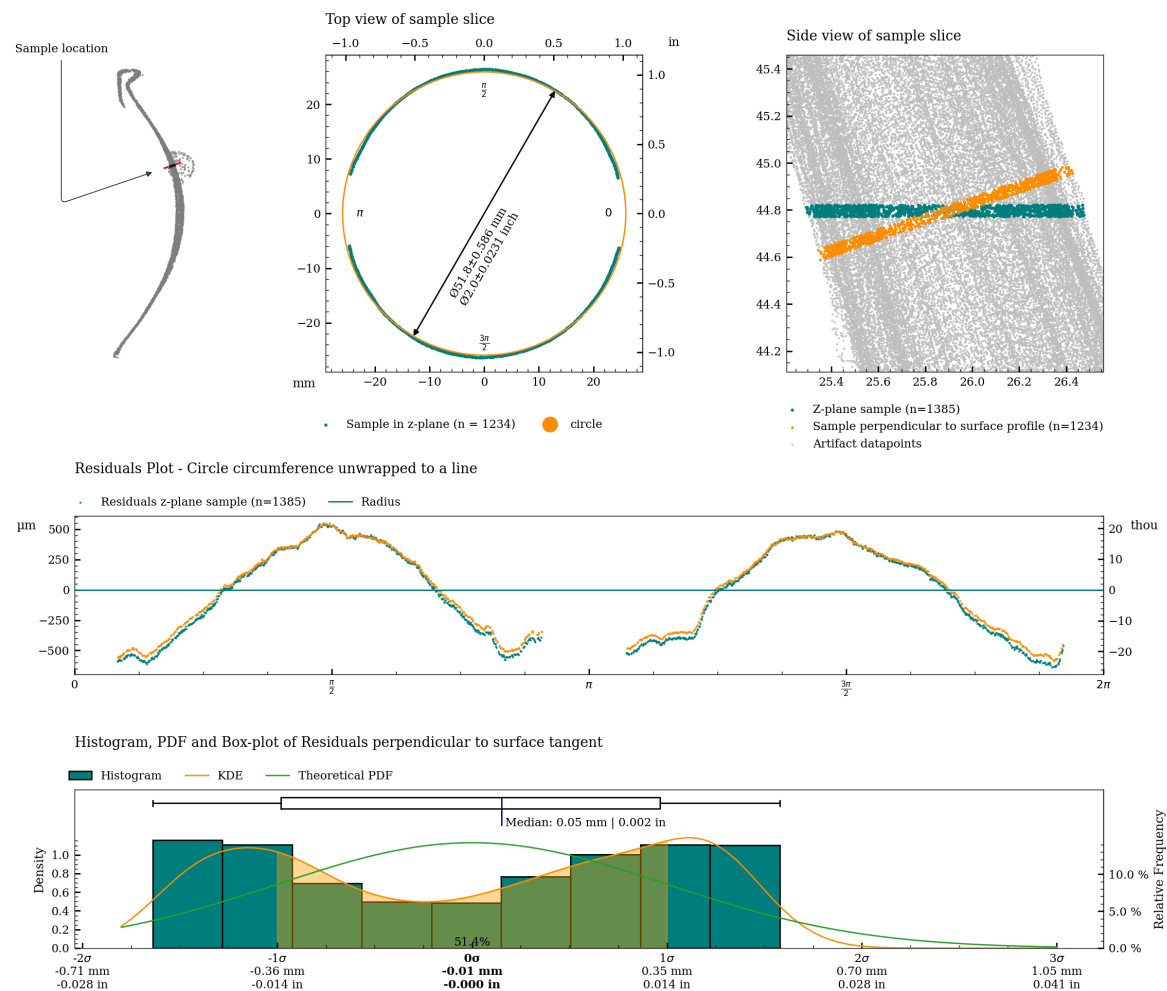 Top view of sample slice
Side view of sample slice
Sample location
−1.0 −0.5 0.0 0.5 1.0 in
20
10
0
−10
−20
mm
−20 −10 0 10 20
1.0
0.5
0.0
−0.5
−1.0
π/2
π
0
3π/2
Ø51.8±0.586 mm
Ø2.0±0.0231 inch
Sample in z-plane (n = 1234) circle
45.4
45.2
45.0
44.8
44.6
44.4
44.2
25.4 25.6 25.8 26.0 26.2 26.4
Z-plane sample (n=1385)
Sample perpendicular to surface profile (n=1234)
Artifact datapoints
Residuals Plot - Circle circumference unwrapped to a line
Residuals z-plane sample (n=1385) Radius
µm
500
250
0
−250
−500
thou
20
10
0
−10
−20
0 π/2 π 3π/2 2π
Histogram, PDF and Box-plot of Residuals perpendicular to surface tangent
Histogram KDE Theoretical PDF
Median: 0.05 mm | 0.002 in
Density
1.0
0.8
0.6
0.4
0.2
0.0
Relative Frequency
10.0 %
5.0 %
0.0 %
51.4%
-2σ -1σ 0σ 1σ 2σ 3σ
-0.71 mm -0.36 mm -0.01 mm 0.35 mm 0.70 mm 1.05 mm
-0.028 in -0.014 in -0.000 in 0.014 in 0.028 in 0.041 in